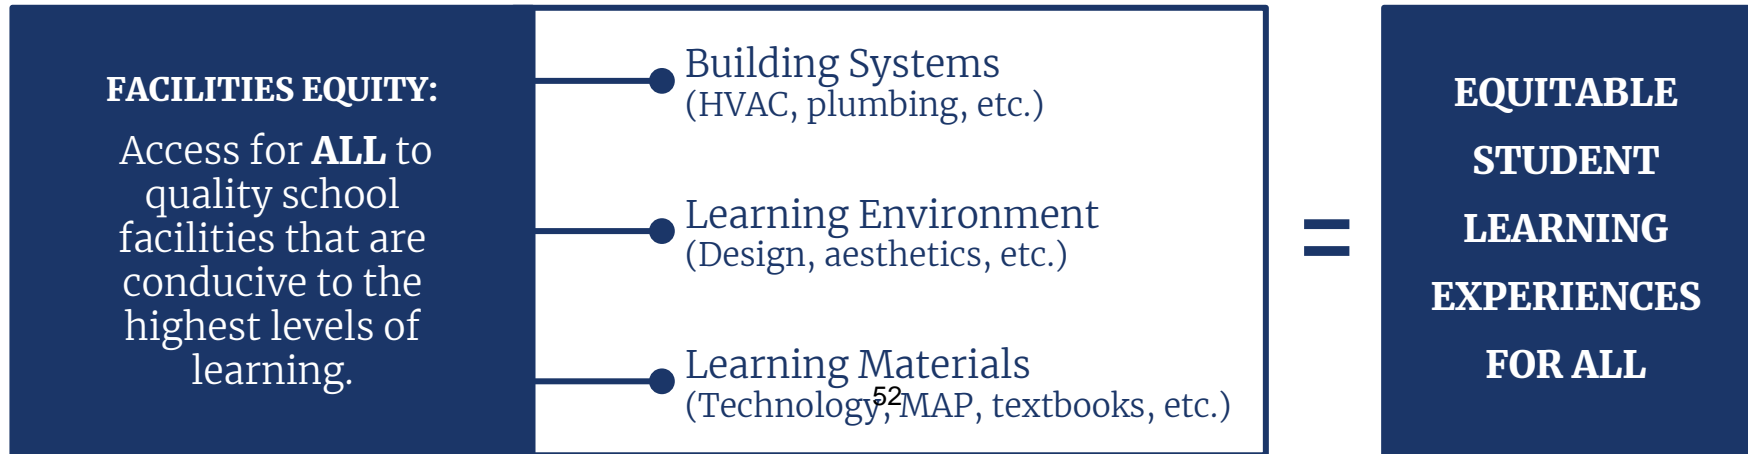 FACILITIES EQUITY:
Access for ALL to
quality school
facilities that are
conducive to the
highest levels of
learning.
Building Systems
(HVAC, plumbing, etc.)
Learning Environment
(Design, aesthetics, etc.)
Learning Materials
(Technology, MAP, textbooks, etc.)
52
=
EQUITABLE
STUDENT
LEARNING
EXPERIENCES
FOR ALL